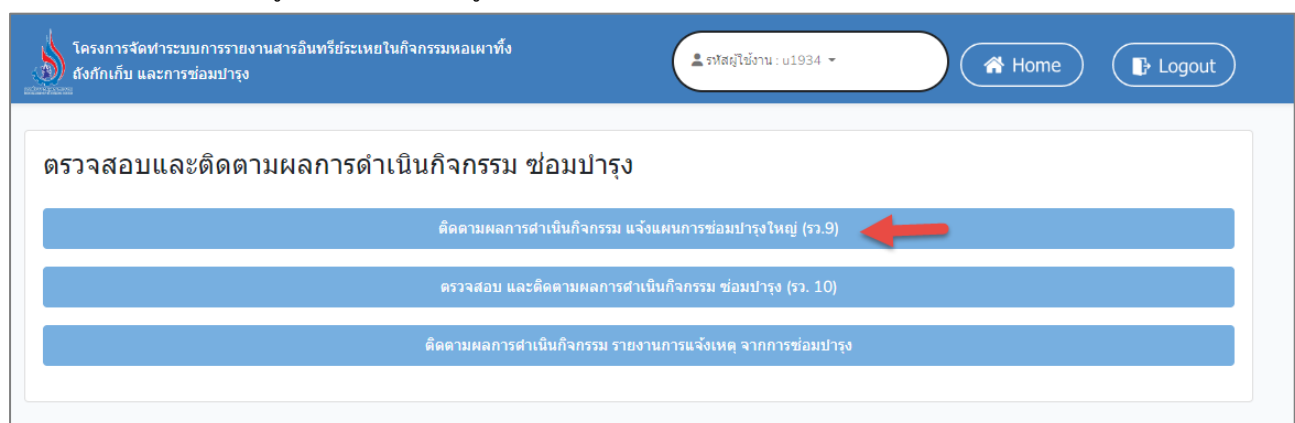 โครงการจัดทำระบบการรายงานสารอินทรีย์ระเหยในกิจกรรมหอเผาทิ้ง
ถังกักเก็บ และการซ่อมบำรุง
รหัสผู้ใช้งาน : u1934
Home
Logout
ตรวจสอบและติดตามผลการดำเนินกิจกรรม ซ่อมบำรุง
ติดตามผลการดำเนินกิจกรรม แจ้งแผนการซ่อมบำรุงใหญ่ (รว.9)
ตรวจสอบ และติดตามผลการดำเนินกิจกรรม ซ่อมบำรุง (รว. 10)
ติดตามผลการดำเนินกิจกรรม รายงานการแจ้งเหตุ จากการซ่อมบำรุง